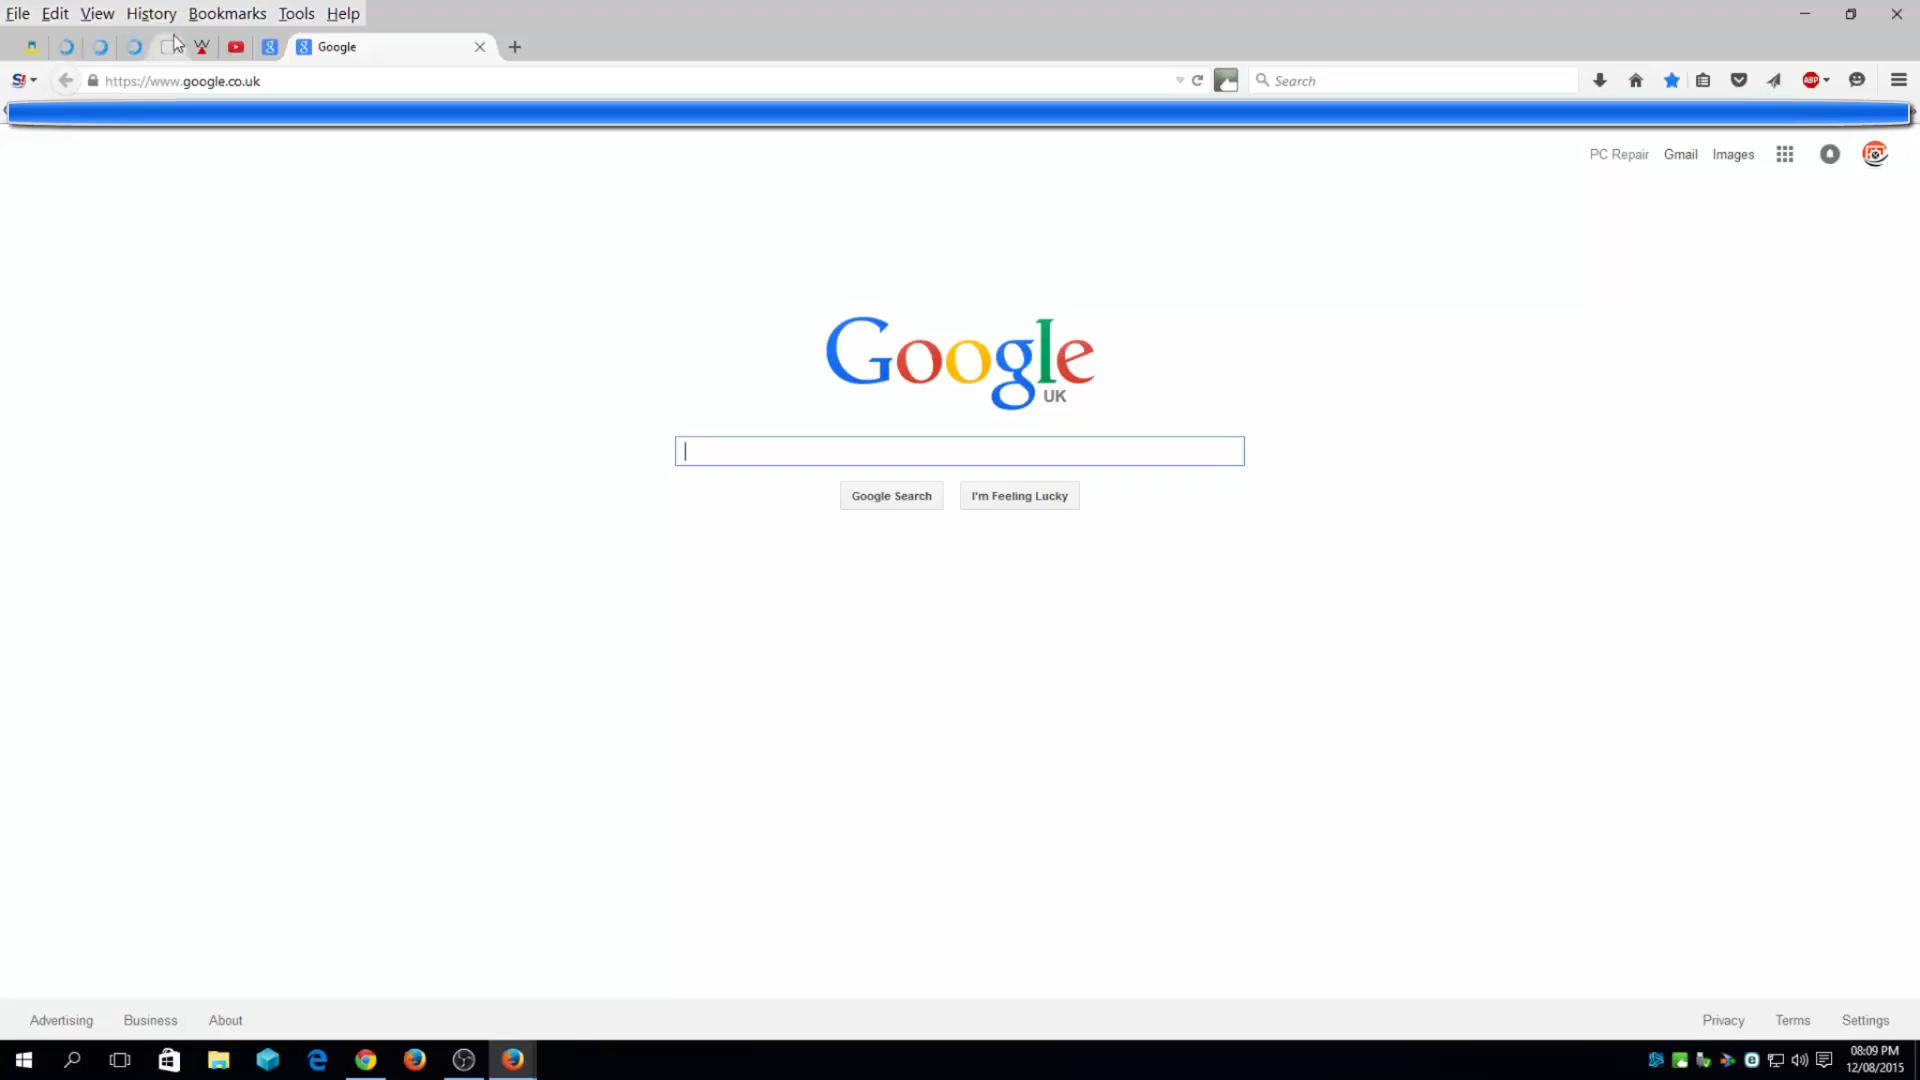 File Edit View History Bookmarks Tools Help
Google
S!
https://www.google.co.uk
Search
ABP
PC Repair Gmail Images
Google
UK
Google Search I'm Feeling Lucky
Advertising Business About
Privacy Terms Settings
08:09 PM
12/08/2015